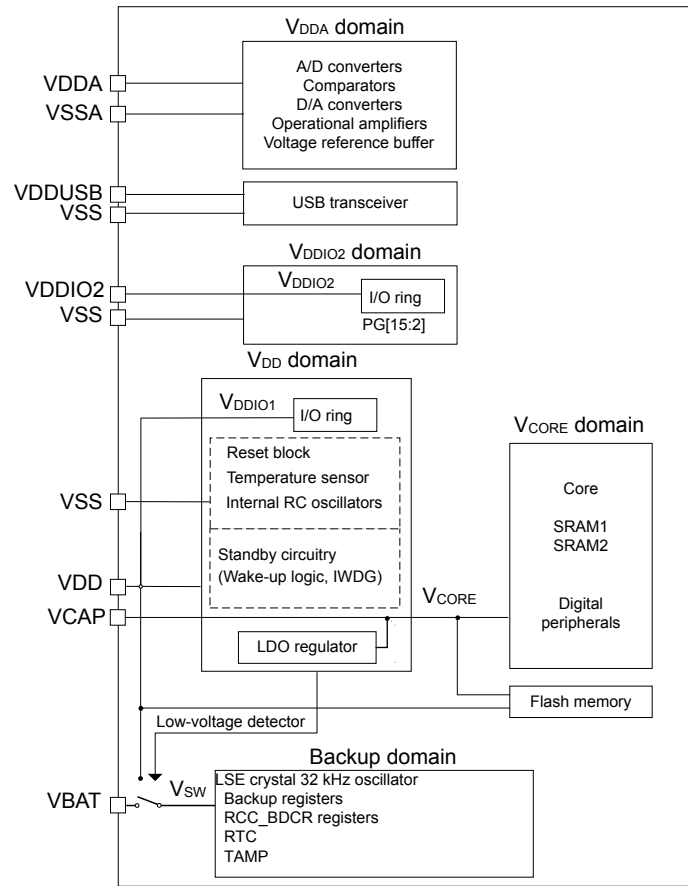 VDDA domain
VDDA
VSSA
A/D converters
Comparators
D/A converters
Operational amplifiers
Voltage reference buffer
VDDUSB
VSS
USB transceiver
VDDIO2 domain
VDDIO2
VSS
VDDIO2
I/O ring
PG[15:2]
VDD domain
VDDIO1
I/O ring
Reset block
Temperature sensor
Internal RC oscillators
VSS
Standby circuitry
(Wake-up logic, IWDG)
VDD
VCAP
VCORE
LDO regulator
VCORE domain
Core
SRAM1
SRAM2
Digital
peripherals
Flash memory
Low-voltage detector
Backup domain
VBAT
VSW
LSE crystal 32 kHz oscillator
Backup registers
RCC_BDCR registers
RTC
TAMP